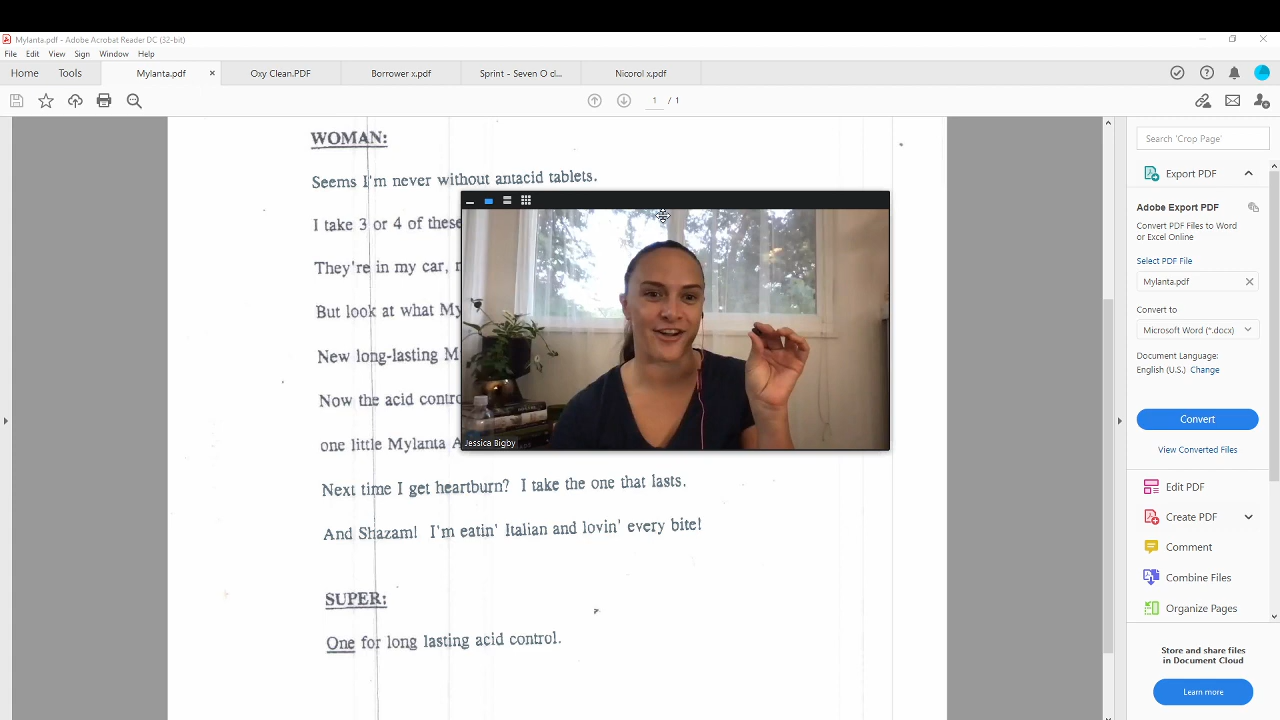 Mylanta.pdf - Adobe Acrobat Reader DC (32-bit)
File Edit View Sign Window Help
Home Tools Mylanta.pdf Oxy Clean.PDF Borrower x.pdf Sprint - Seven O cl... Nicorol x.pdf
1 / 1
WOMAN:
Seems I'm never without antacid tablets.
I take 3 or 4 of these
They're in my car,
But look at what My
New long-lasting M
Now the acid contro
one little Mylanta A
Next time I get heartburn? I take the one that lasts.
And Shazam! I'm eatin' Italian and lovin' every bite!
SUPER:
One for long lasting acid control.
Jessica Bigby
Search 'Crop Page'
Export PDF
Adobe Export PDF
Convert PDF Files to Word
or Excel Online
Select PDF File
Mylanta.pdf
Convert to
Microsoft Word (*.docx)
Document Language:
English (U.S.) Change
Convert
View Converted Files
Edit PDF
Create PDF
Comment
Combine Files
Organize Pages
Store and share files
in Document Cloud
Learn more